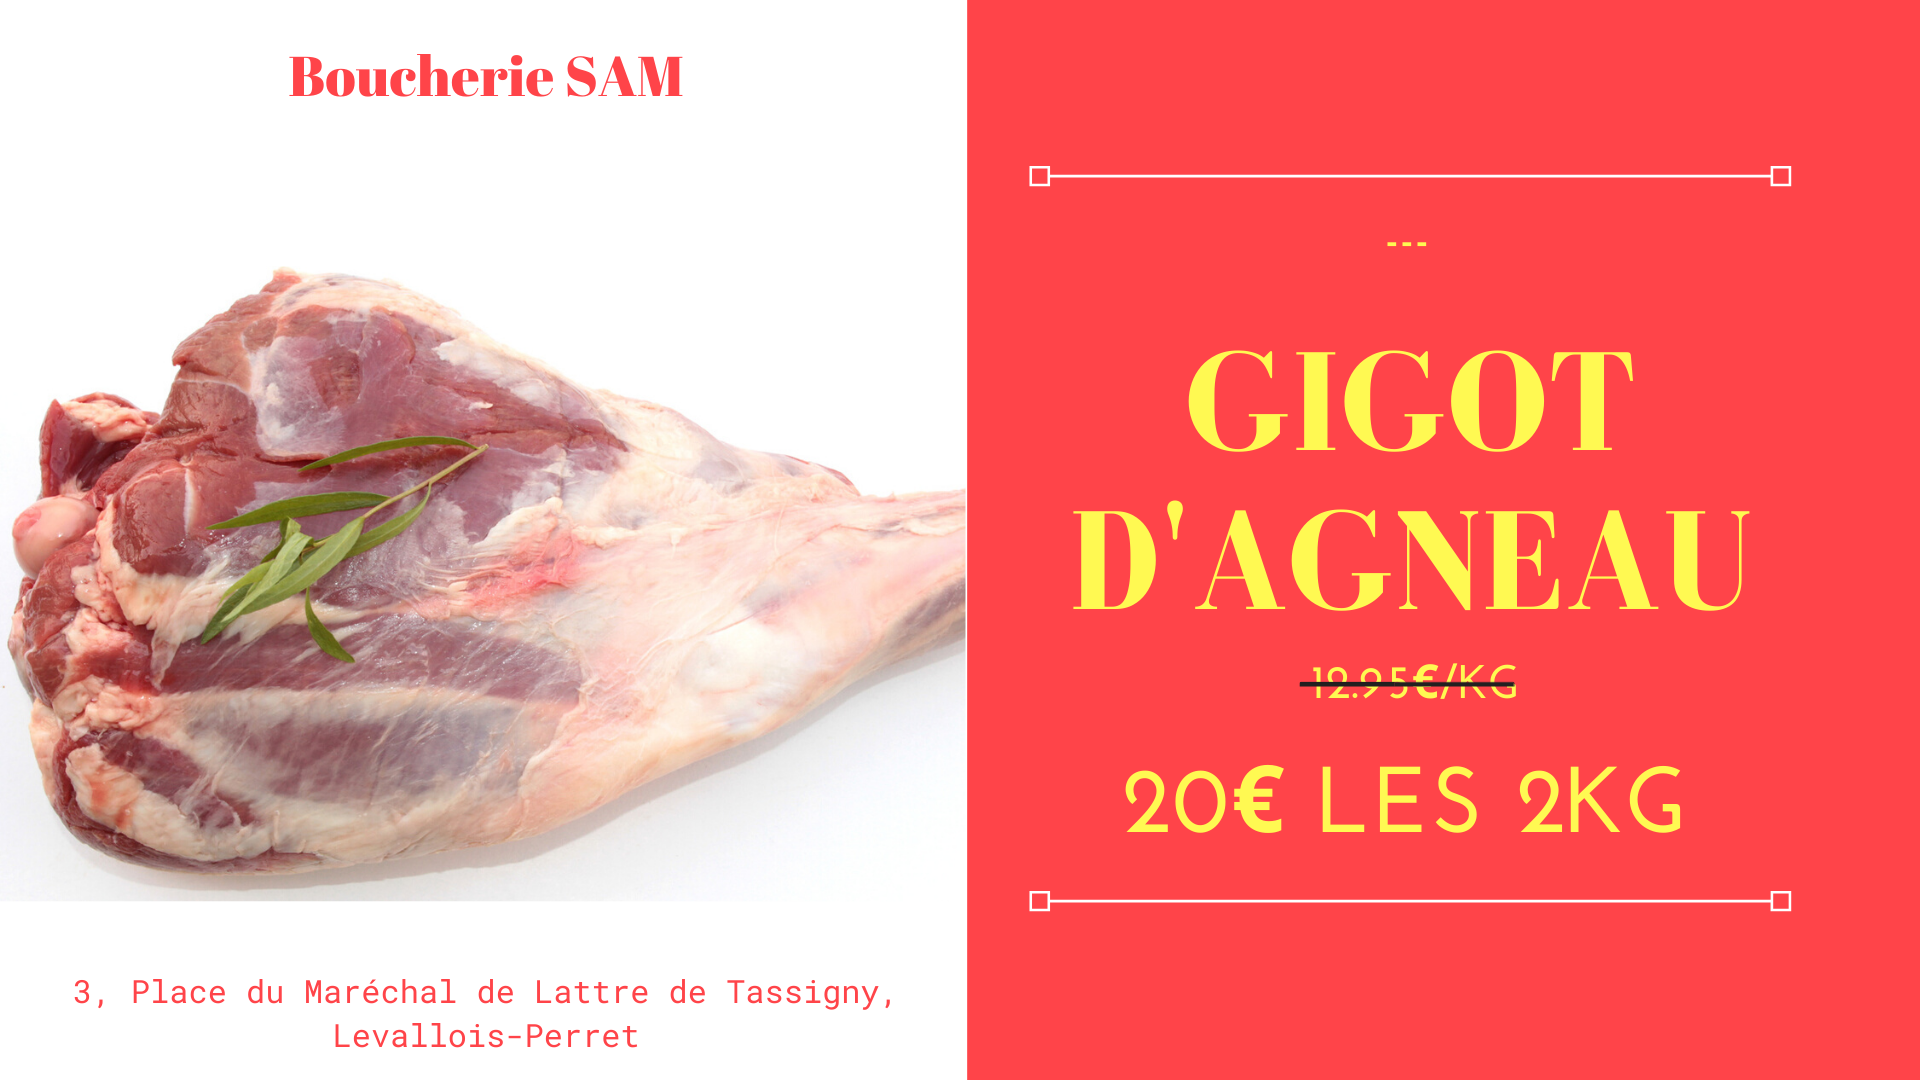 Boucherie SAM
---
GIGOT
D'AGNEAU
12.95€/KG
20€ LES 2KG
3, Place du Maréchal de Lattre de Tassigny,
Levallois-Perret